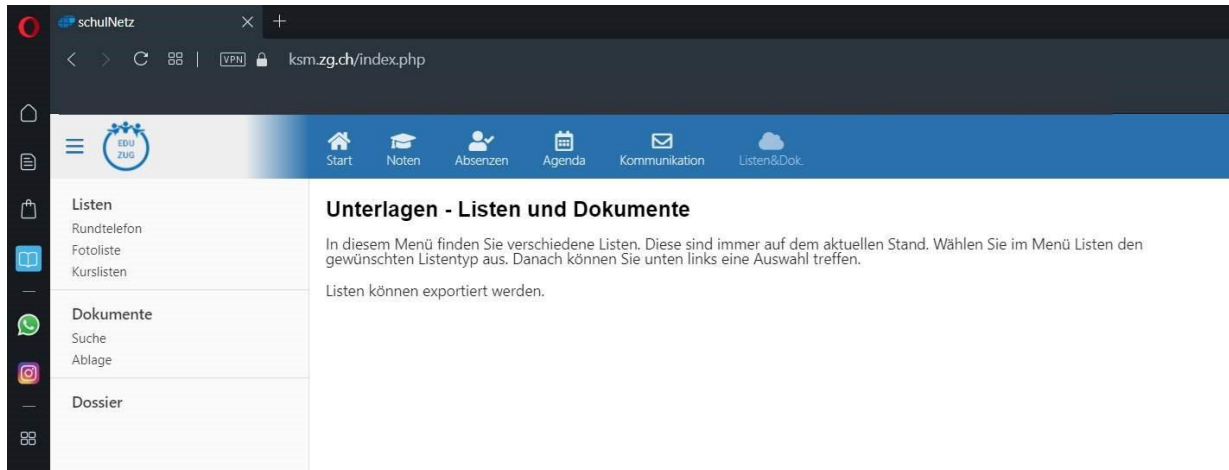 schulNetz
VPN ksm.zg.ch/index.php
EDU
ZUG
Start Noten Absenzen Agenda Kommunikation Listen&Dok.
Listen
Rundtelefon
Fotoliste
Kurslisten
Dokumente
Suche
Ablage
Dossier
Unterlagen - Listen und Dokumente
In diesem Menü finden Sie verschiedene Listen. Diese sind immer auf dem aktuellen Stand. Wählen Sie im Menü Listen den
gewünschten Listentyp aus. Danach können Sie unten links eine Auswahl treffen.
Listen können exportiert werden.